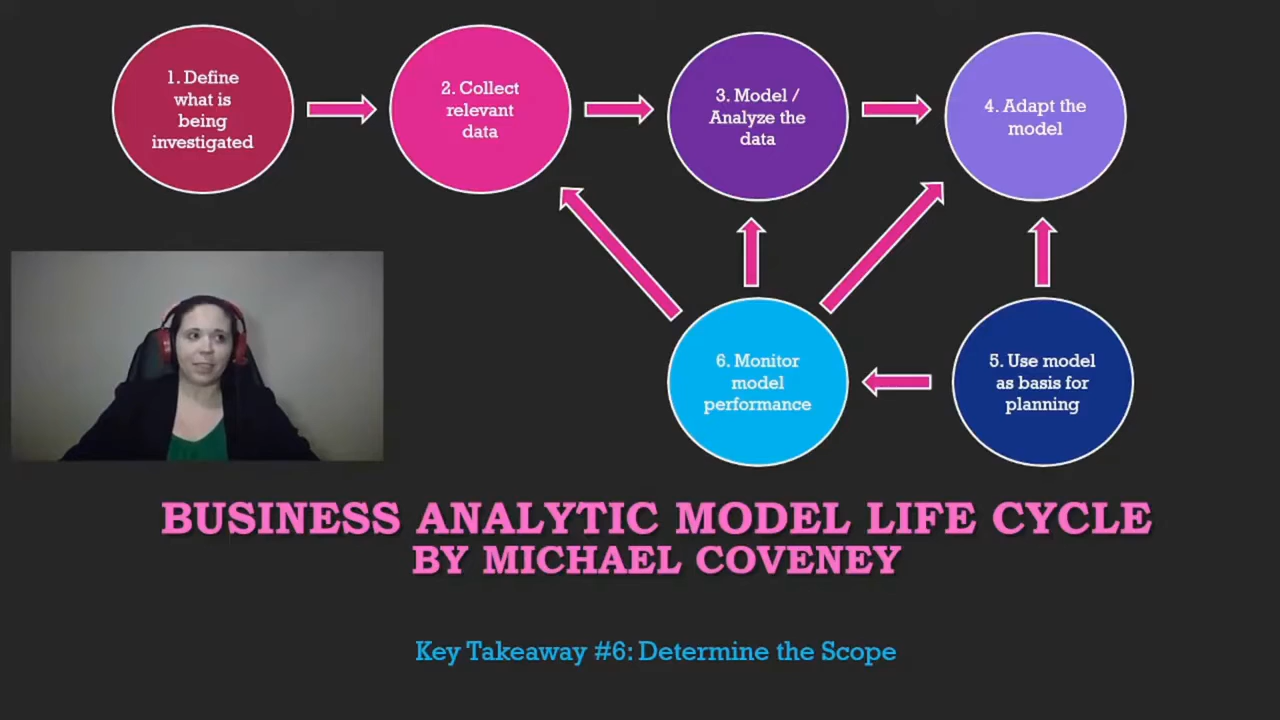 1. Define
what is
being
investigated
2. Collect
relevant
data
3. Model /
Analyze the
data
4. Adapt the
model
6. Monitor
model
performance
5. Use model
as basis for
planning
BUSINESS ANALYTIC MODEL LIFE CYCLE
BY MICHAEL COVENEY
Key Takeaway #6: Determine the Scope